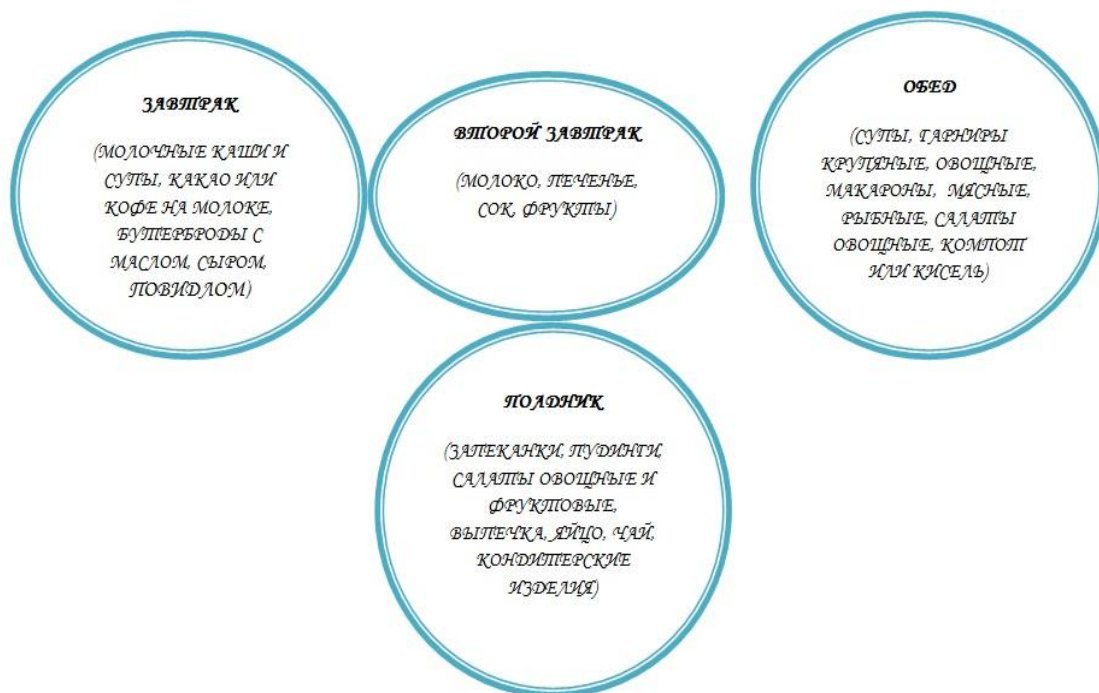 ЗАВТРАК
(МОЛОЧНЫЕ КАШИ И
СУПЫ, КАКАО ИЛИ
КОФЕ НА МОЛОКЕ,
БУТЕРБРОДЫ С
МАСЛОМ, СЫРОМ,
ПОВИДЛОМ)
ВТОРОЙ ЗАВТРАК
(МОЛОКО, ПЕЧЕНЬЕ,
СОК, ФРУКТЫ)
ОБЕД
(СУПЫ, ГАРНИРЫ
КРУПЯНЫЕ, ОВОЩНЫЕ,
МАКАРОНЫ, МЯСНЫЕ,
РЫБНЫЕ, САЛАТЫ
ОВОЩНЫЕ, КОМПОТ
ИЛИ КИСЕЛЬ)
ПОЛДНИК
(ЗАПЕКАНКИ, ПУДИНГИ,
САЛАТЫ ОВОЩНЫЕ И
ФРУКТОВЫЕ,
ВЫПЕЧКА, ЯЙЦО, ЧАЙ,
КОНДИТЕРСКИЕ
ИЗДЕЛИЯ)